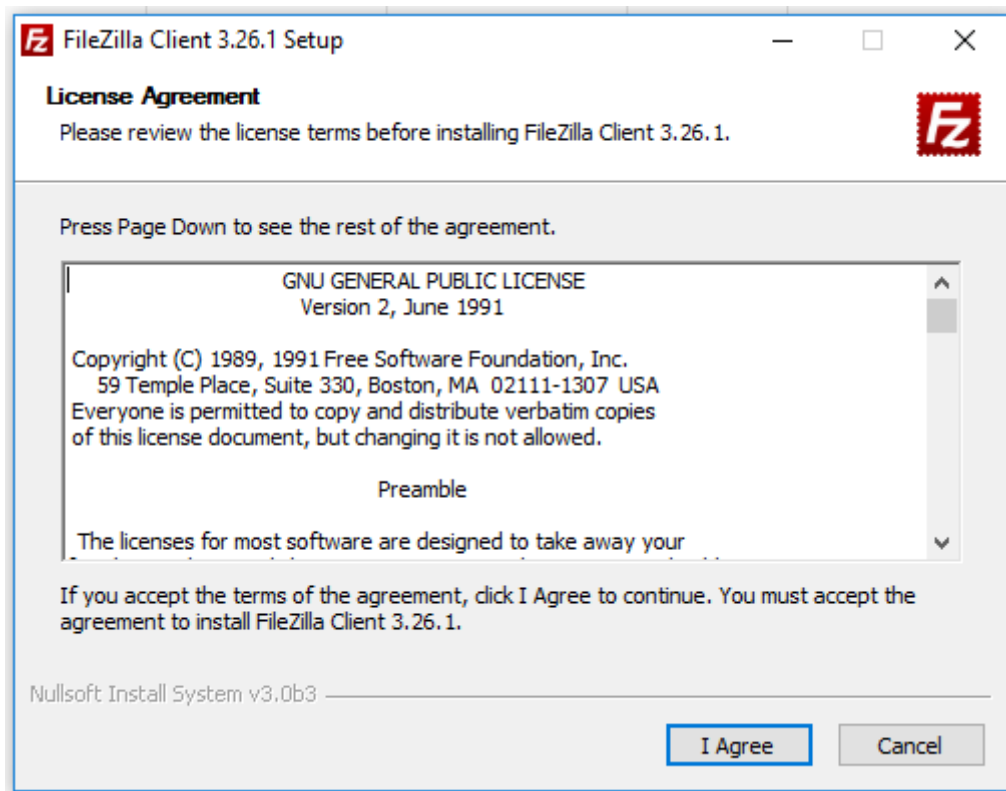 FileZilla Client 3.26.1 Setup
License Agreement
Please review the license terms before installing FileZilla Client 3.26.1.
Fz
Press Page Down to see the rest of the agreement.
GNU GENERAL PUBLIC LICENSE
Version 2, June 1991
Copyright (C) 1989, 1991 Free Software Foundation, Inc.
59 Temple Place, Suite 330, Boston, MA  02111-1307  USA
Everyone is permitted to copy and distribute verbatim copies
of this license document, but changing it is not allowed.
Preamble
The licenses for most software are designed to take away your
If you accept the terms of the agreement, click I Agree to continue. You must accept the
agreement to install FileZilla Client 3.26.1.
Nullsoft Install System v3.0b3
I Agree
Cancel